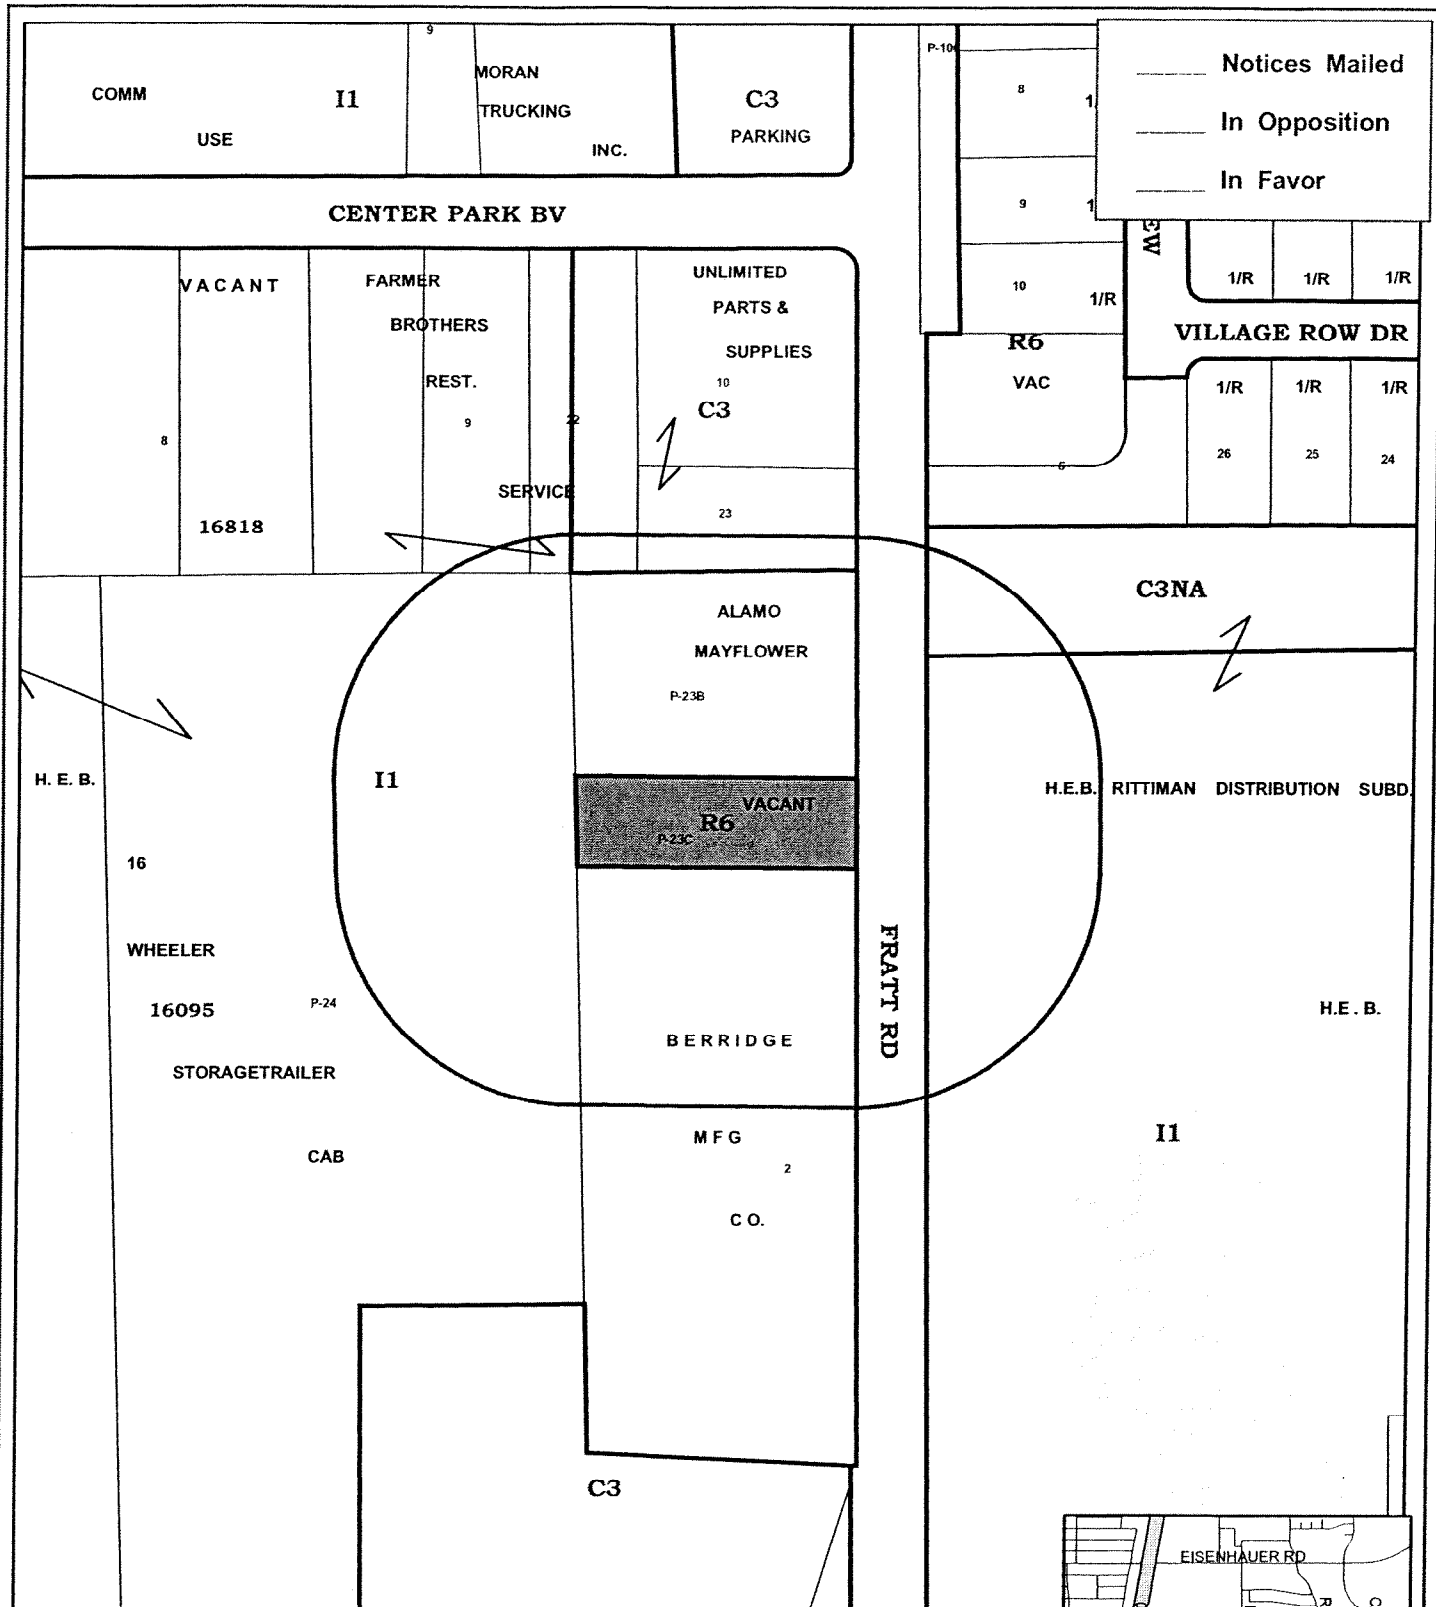 9
COMM
I1
USE
MORAN
TRUCKING
INC.
C3
PARKING
P-10
8
9
10
1/R
Notices Mailed
In Opposition
In Favor
CENTER PARK BV
EW
1/R
1/R
1/R
VILLAGE ROW DR
VACANT
FARMER
BROTHERS
REST.
9
22
8
SERVICE
16818
UNLIMITED
PARTS &
SUPPLIES
10
C3
23
R6
VAC
6
1/R
1/R
1/R
26
25
24
C3NA
ALAMO
MAYFLOWER
P-23B
H. E. B.
I1
VACANT
R6
P-23C
H.E.B. RITTIMAN DISTRIBUTION SUBD.
16
WHEELER
16095
P-24
STORAGETRAILER
CAB
FRATT RD
BERRIDGE
MFG
2
CO.
H.E.B.
I1
C3
EISENHAUER RD